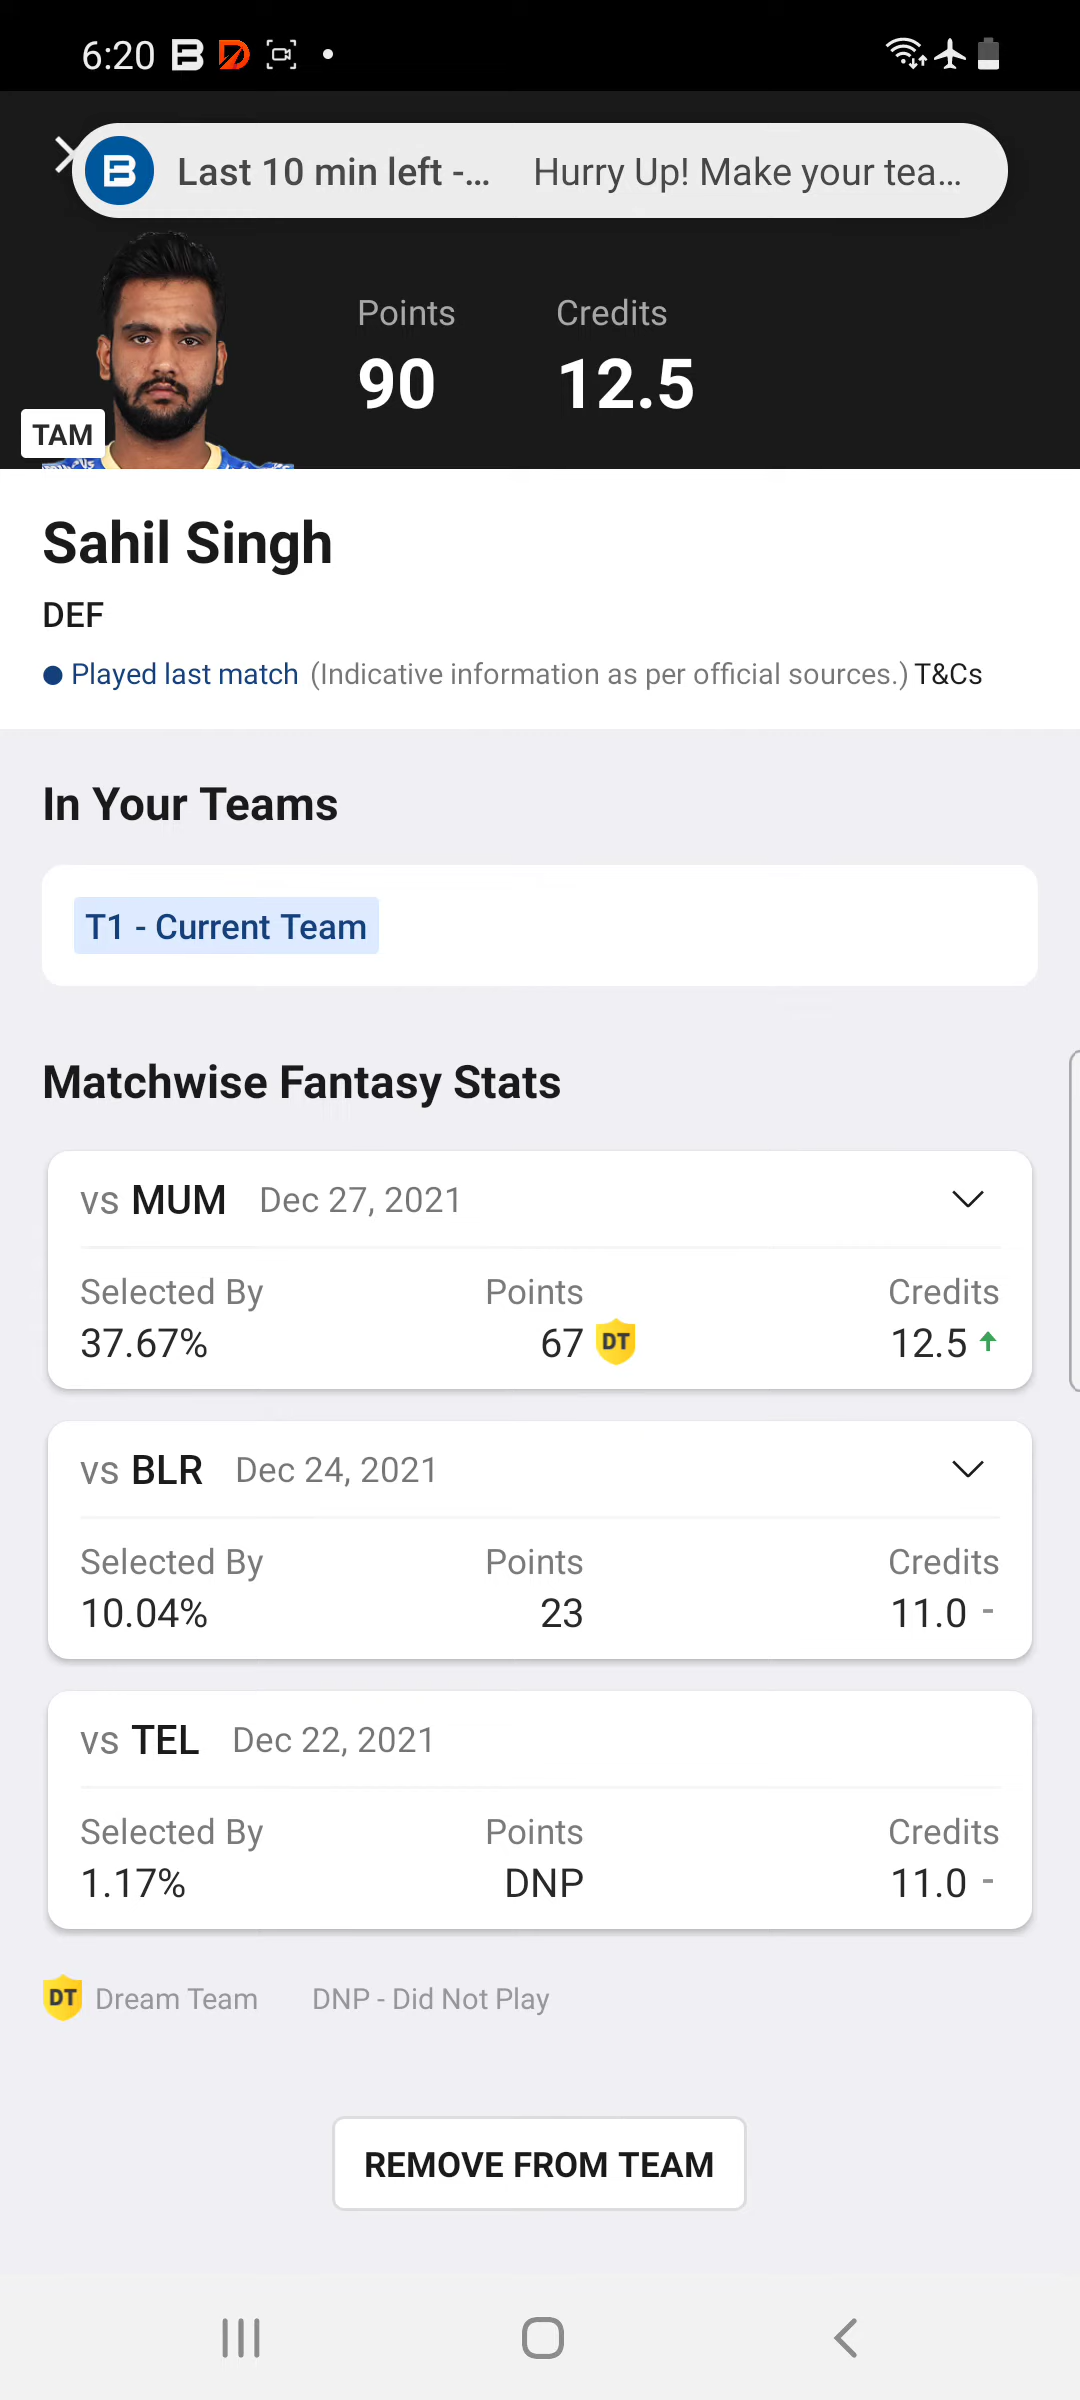 6:20
Last 10 min left -... Hurry Up! Make your tea...
Points Credits
90 12.5
TAM
Sahil Singh
DEF
Played last match (Indicative information as per official sources.) T&Cs
In Your Teams
T1 - Current Team
Matchwise Fantasy Stats
vs MUM Dec 27, 2021
Selected By Points Credits
37.67% 67 DT 12.5
vs BLR Dec 24, 2021
Selected By Points Credits
10.04% 23 11.0 -
vs TEL Dec 22, 2021
Selected By Points Credits
1.17% DNP 11.0 -
DT Dream Team DNP - Did Not Play
REMOVE FROM TEAM